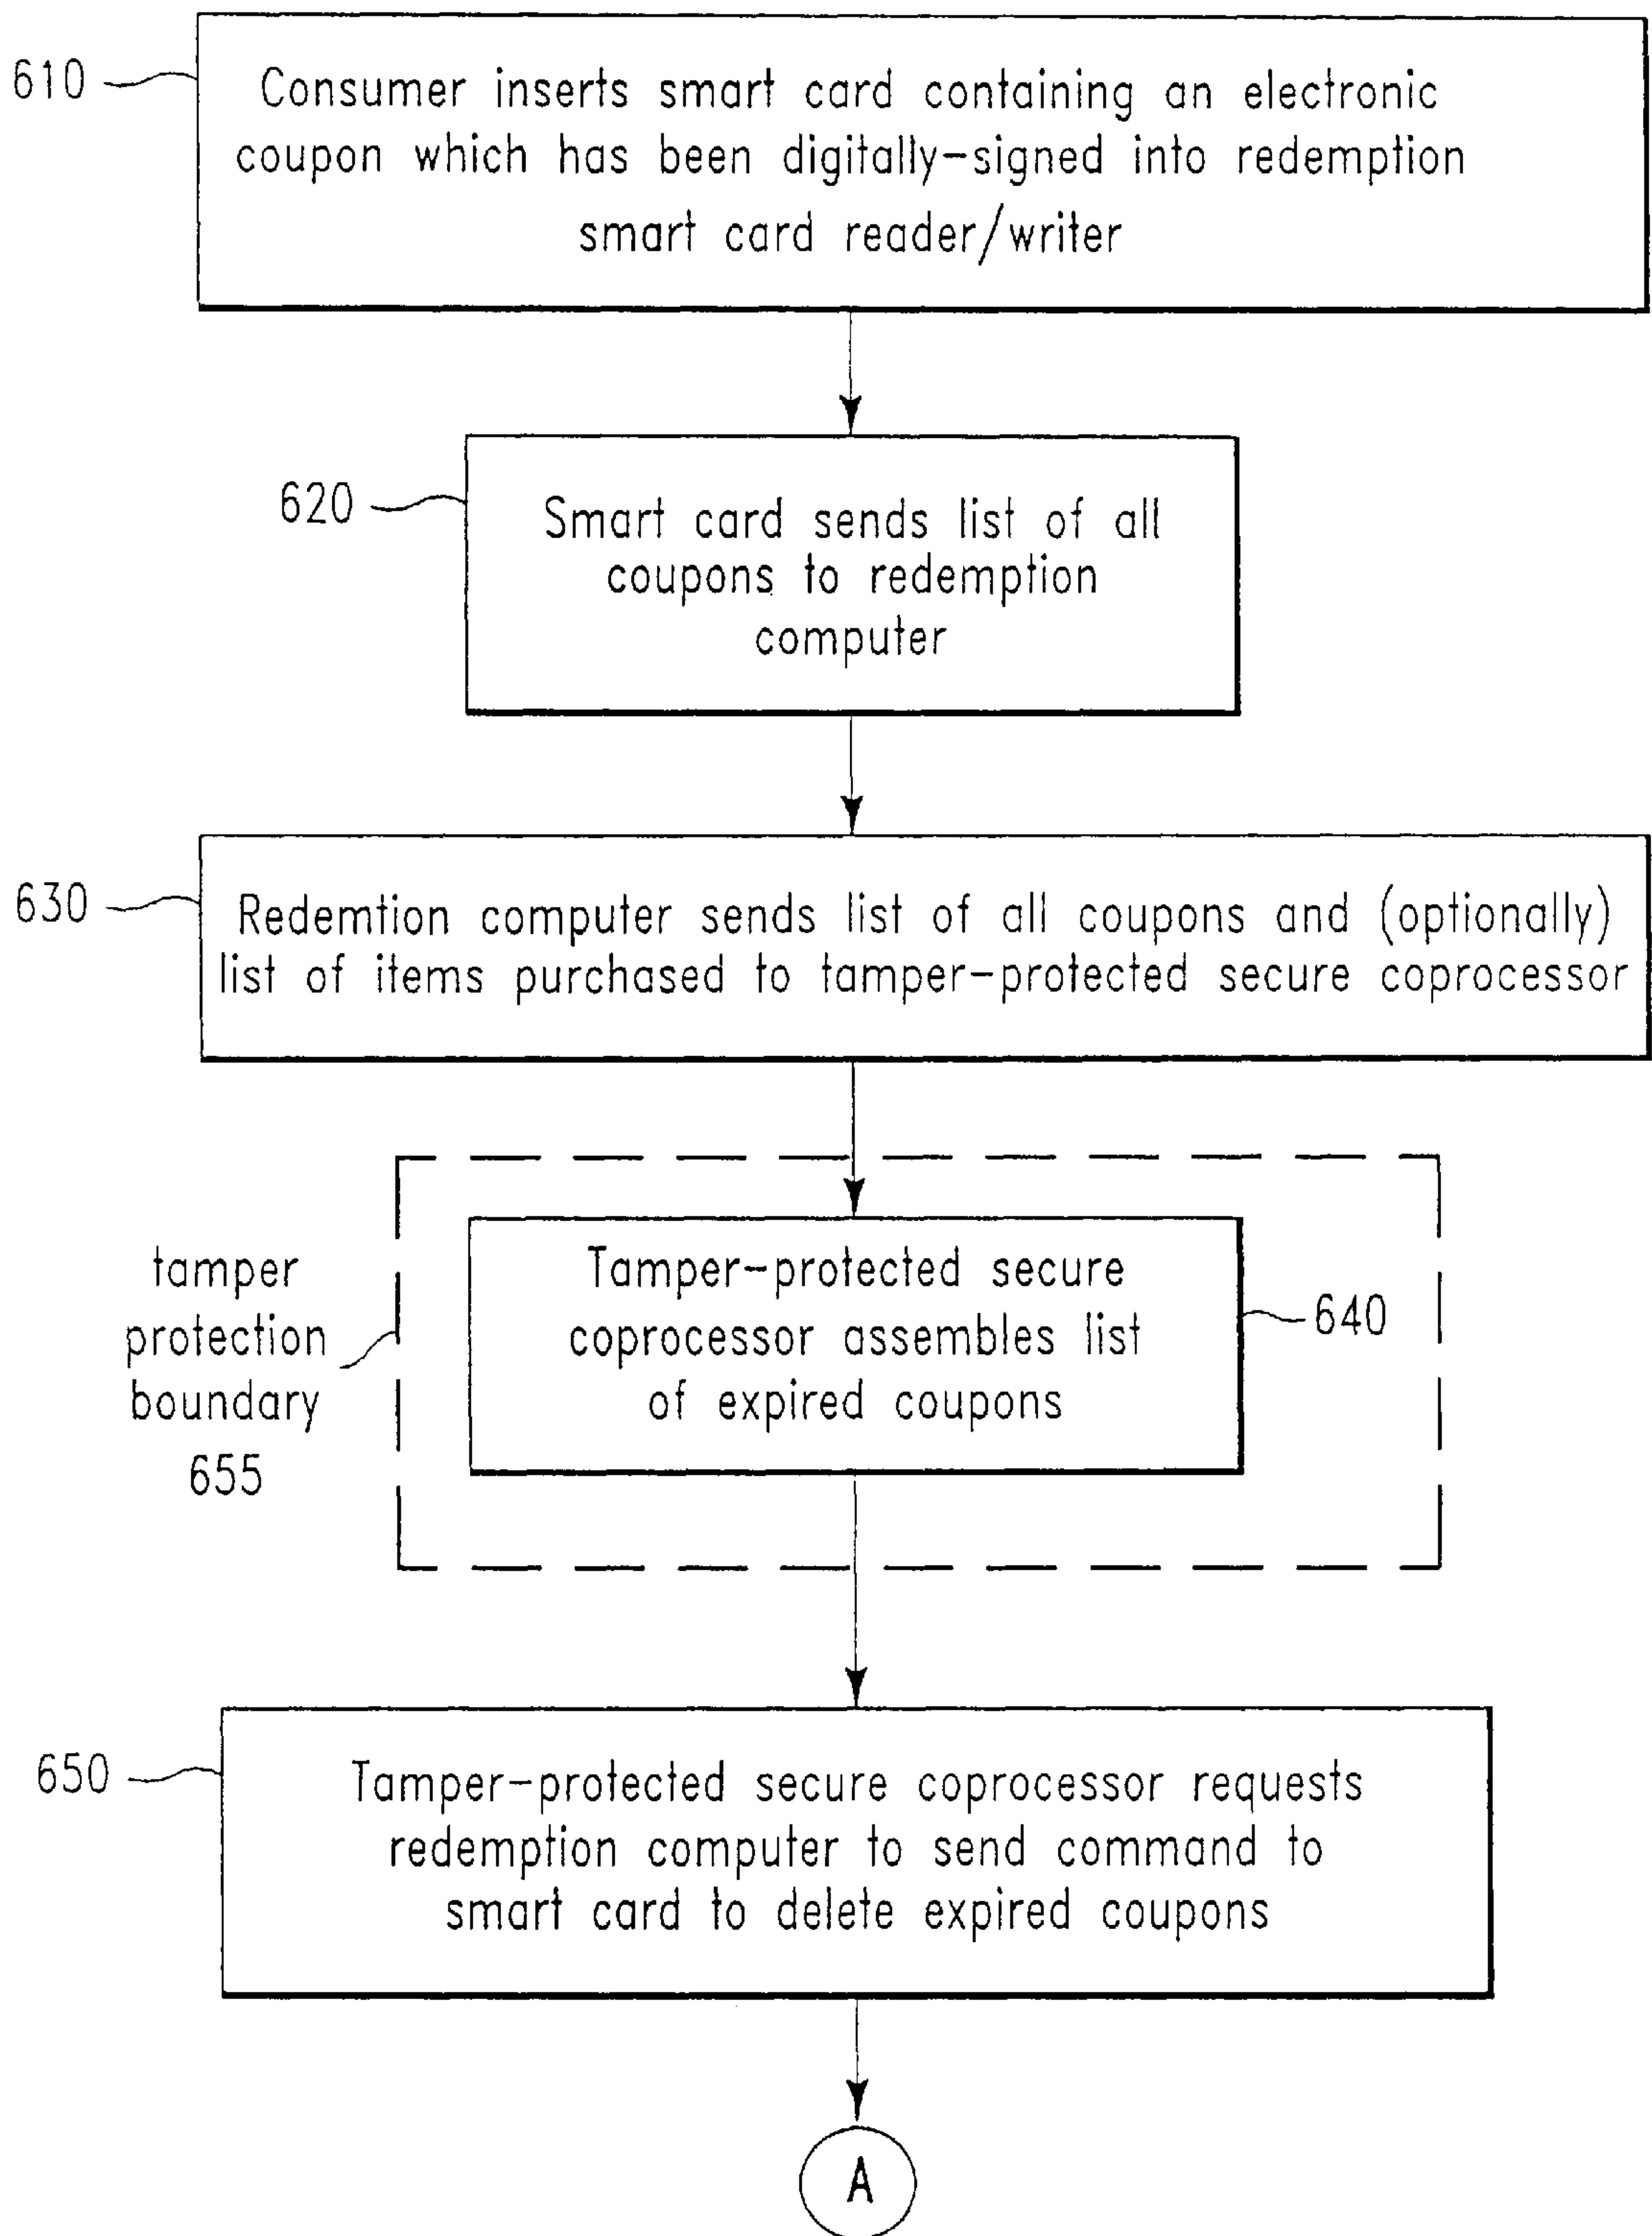 610
Consumer inserts smart card containing an electronic
coupon which has been digitally-signed into redemption
smart card reader/writer
620
Smart card sends list of all
coupons to redemption
computer
630
Redemtion computer sends list of all coupons and (optionally)
list of items purchased to tamper-protected secure coprocessor
tamper
protection
boundary
655
Tamper-protected secure
coprocessor assembles list
of expired coupons
640
650
Tamper-protected secure coprocessor requests
redemption computer to send command to
smart card to delete expired coupons
A